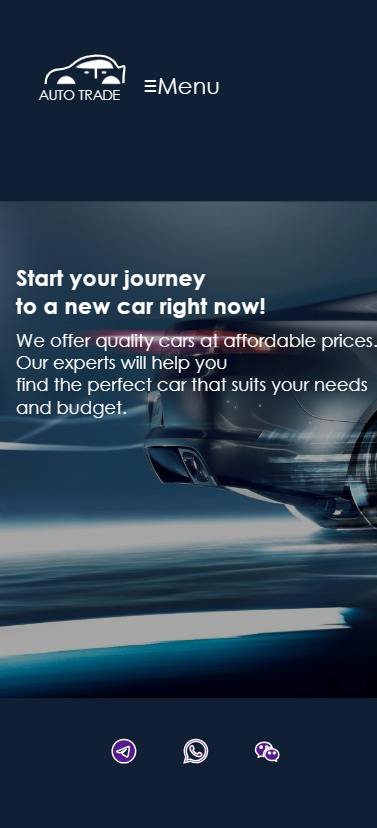 AUTO TRADE
≡Menu
Start your journey
to a new car right now!
We offer quality cars at affordable prices.
Our experts will help you
find the perfect car that suits your needs
and budget.